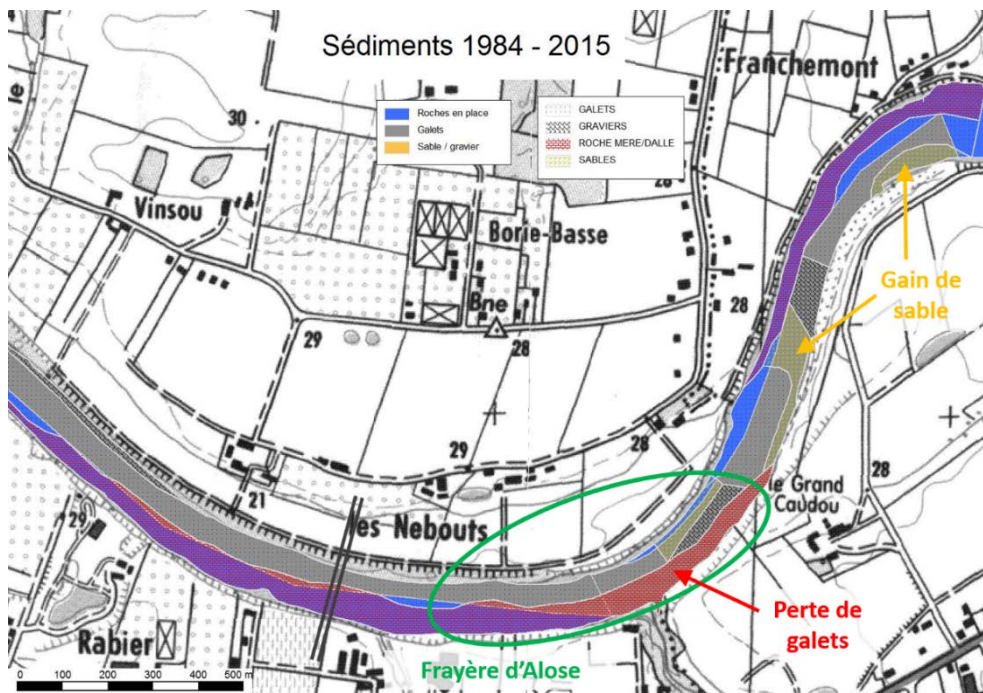 Sédiments 1984 - 2015
Franchemont
Roches en place
Galets
Sable / gravier
GALETS
GRAVIERS
ROCHE MERE/DALLE
SABLES
30
28
Vinsou
Borie-Basse
Bne
28
29
28
Gain de
sable
28
29
28
28
21
29
les Nebouts
le Grand
Caudou
Perte de
galets
Rabier
Frayère d'Alose
0 100 200 300 400 500 m